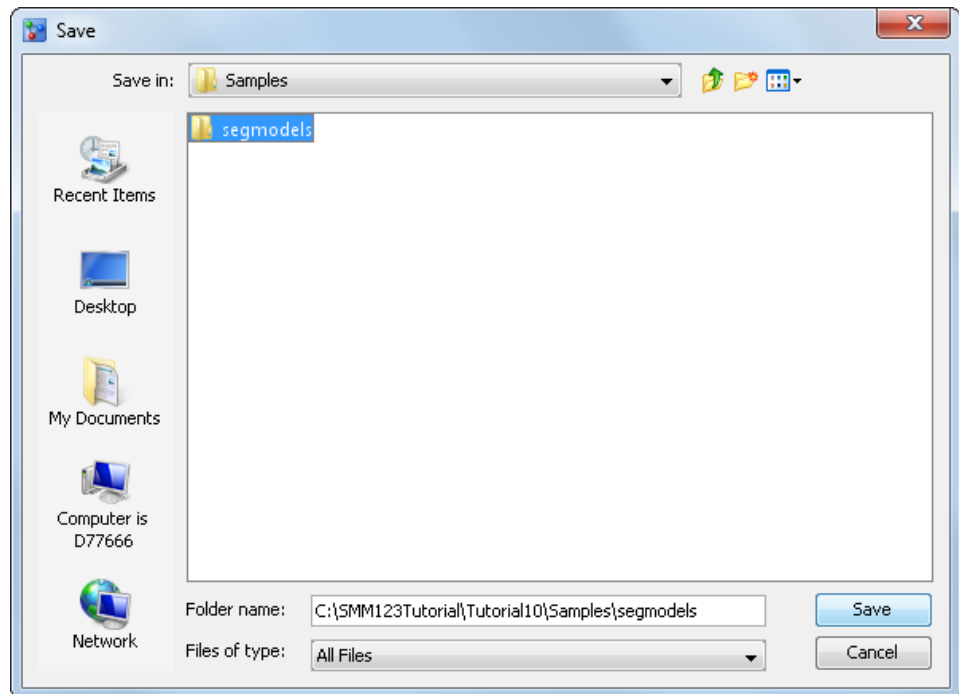 Save
Save in:
Samples
segmodels
Recent Items
Desktop
My Documents
Computer is
D77666
Network
Folder name:
C:\SMM123Tutorial\Tutorial10\Samples\segmodels
Save
Files of type:
All Files
Cancel